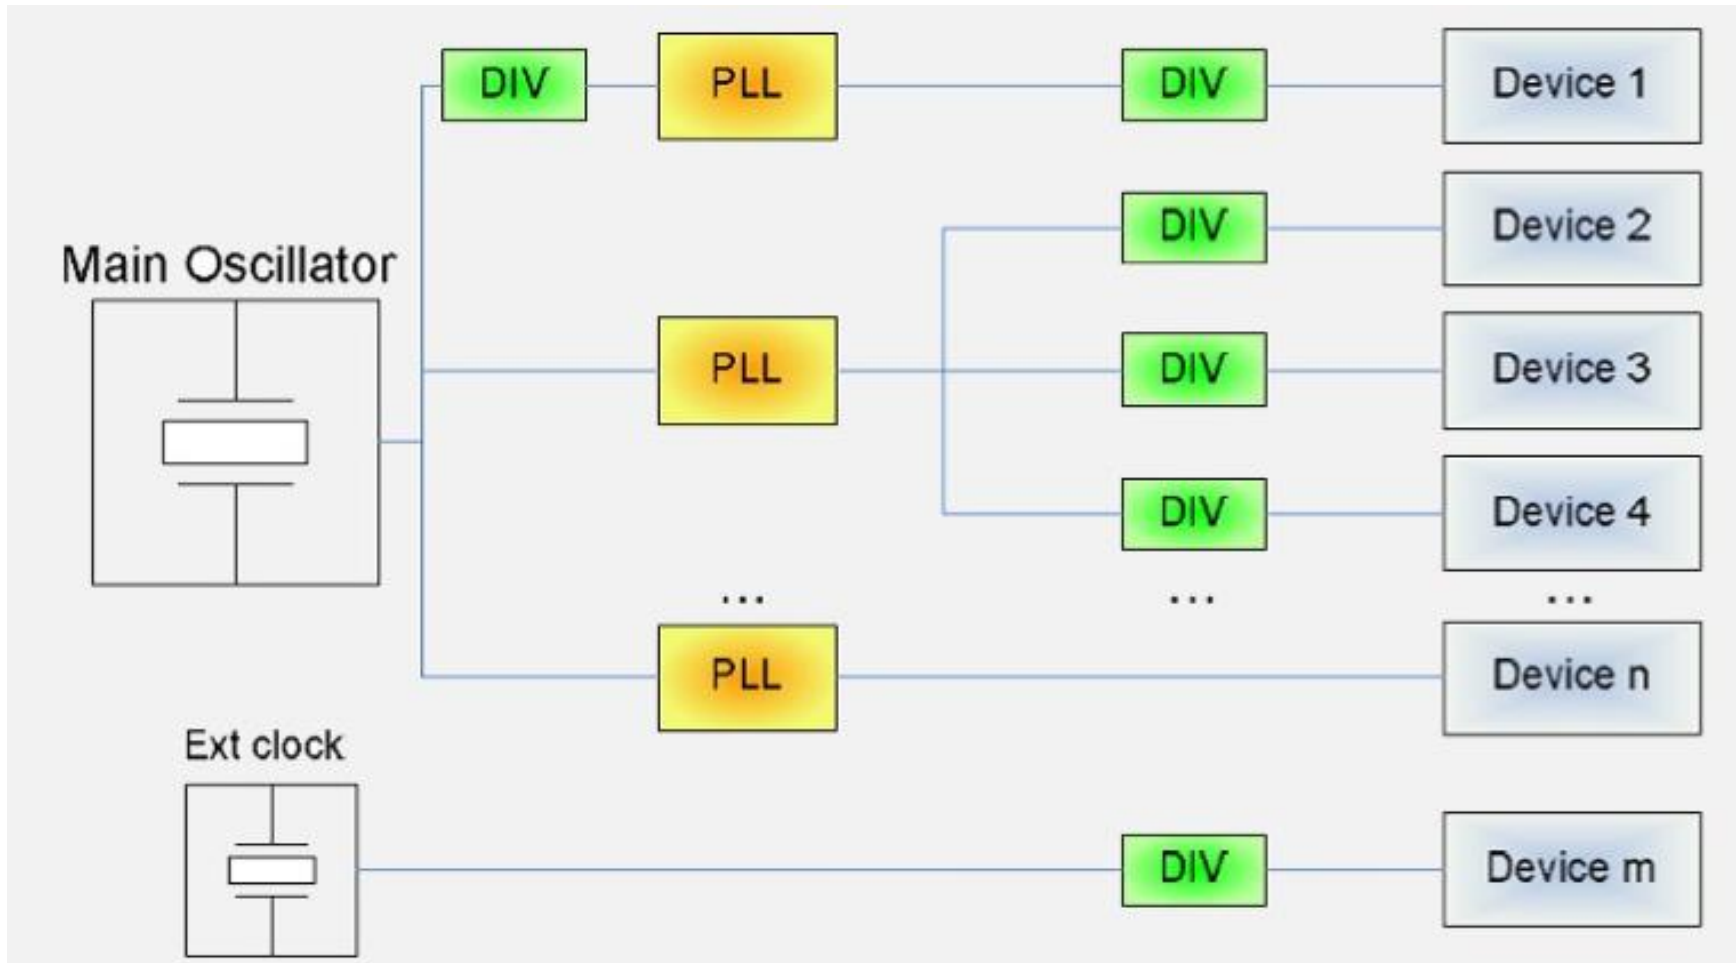 DIV PLL DIV Device 1
DIV Device 2
Main Oscillator
PLL DIV Device 3
DIV Device 4
... ... ...
PLL Device n
Ext clock
DIV Device m